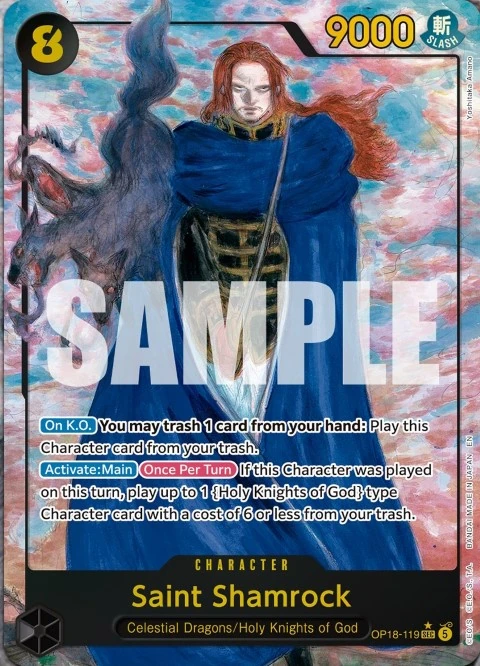 8
9000
斬
SLASH
Yoshitaka Amano
SAMPLE
On K.O. You may trash 1 card from your hand: Play this
Character card from your trash.
Activate:Main Once Per Turn If this Character was played
on this turn, play up to 1 {Holy Knights of God} type
Character card with a cost of 6 or less from your trash.
CHARACTER
Saint Shamrock
Celestial Dragons/Holy Knights of God
OP18-119 SEC 5
BANDAI MADE IN JAPAN. EN